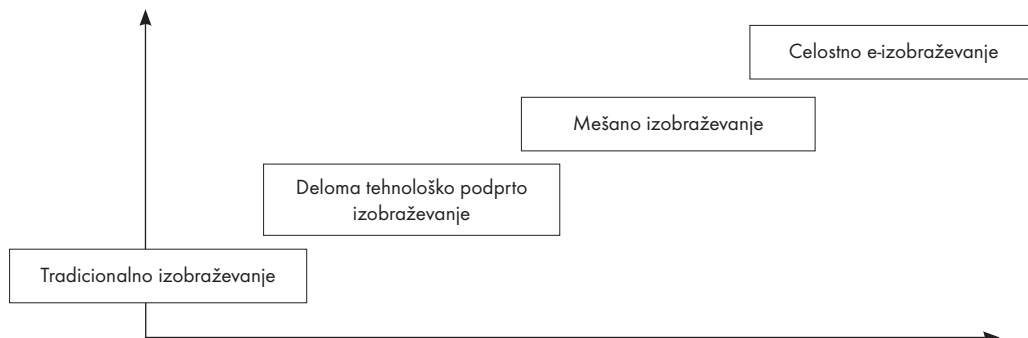 Celostno e-izobraževanje
Mešano izobraževanje
Deloma tehnološko podprto
izobraževanje
Tradicionalno izobraževanje